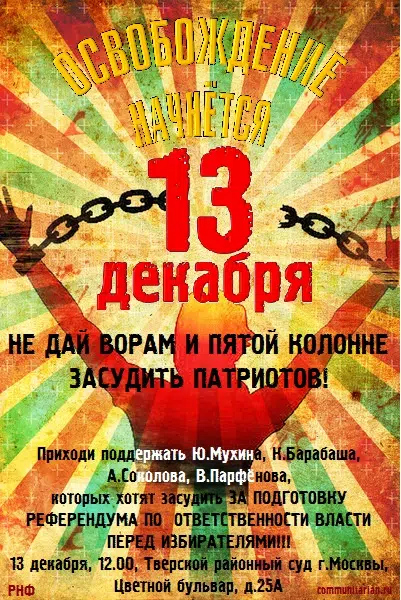 ОСВОБОЖДЕНИЕ
НАЧНЁТСЯ
13
декабря
НЕ ДАЙ ВОРАМ И ПЯТОЙ КОЛОННЕ
ЗАСУДИТЬ ПАТРИОТОВ!
Приходи поддержать Ю.Мухина, К.Барабаша,
А.Соколова, В.Парфёнова,
которых хотят засудить ЗА ПОДГОТОВКУ
РЕФЕРЕНДУМА ПО ОТВЕТСТВЕННОСТИ ВЛАСТИ
ПЕРЕД ИЗБИРАТЕЛЯМИ!!!
13 декабря, 12.00, Тверской районный суд г.Москвы,
Цветной бульвар, д.25А
РНФ
communitarian.ru